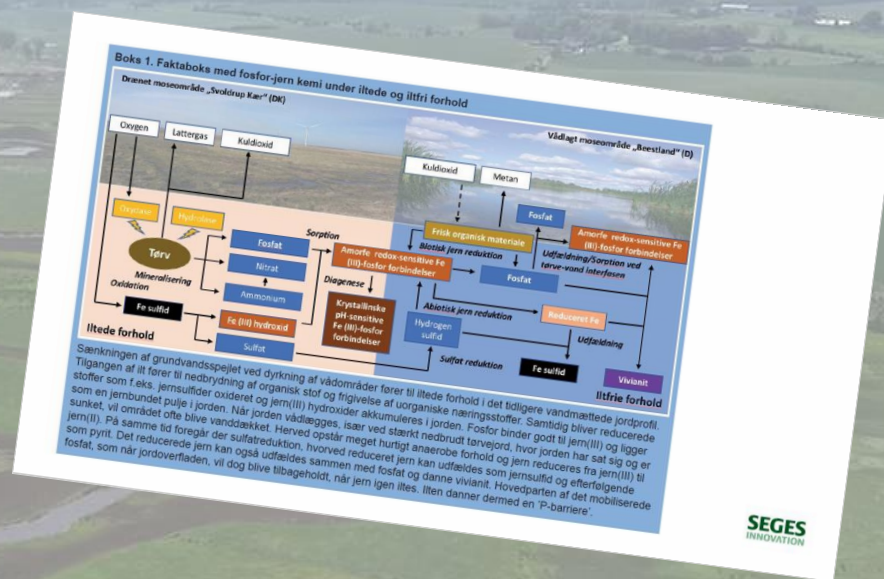 Boks 1. Faktaboks med fosfor-jern kemi under iltede og iltfri forhold
Drænet moseområde „Svoldrup Kær“ (DK)
Vådlagt moseområde „Beestland“ (D)
Oxygen
Lattergas
Kuldioxid
Kuldioxid
Metan
Oxydase
Hydrolase
Tørv
Mineralisering
Oxidation
Fosfat
Nitrat
Ammonium
Sorption
Fe sulfid
Fe (III) hydroxid
Sulfat
Iltede forhold
Amorfe redox-sensitive Fe
(III)-fosfor forbindelser
Diagenese
Krystallinske
pH-sensitive
Fe (III)-fosfor
forbindelser
Frisk organisk materiale
Biotisk jern reduktion
Fosfat
Fosfat
Amorfe redox-sensitive Fe
(III)-fosfor forbindelser
Udfældning/Sorption ved
tørve-vand interfasen
Abiotisk jern reduktion
Reduceret Fe
Hydrogen
sulfid
Udfældning
Sulfat reduktion
Fe sulfid
Vivianit
Iltfrie forhold
Sænkningen af grundvandsspejlet ved dyrkning af vådområder fører til iltede forhold i det tidligere vandmættede jordprofil.
Tilgangen af ilt fører til nedbrydning af organisk stof og frigivelse af uorganiske næringsstoffer. Samtidig bliver reducerede
stoffer som f.eks. jernsulfider oxideret og jern(III) hydroxider akkumuleres i jorden. Fosfor binder godt til jern(III) og ligger
som en jernbundet pulje i jorden. Når jorden vådlægges, især ved stærkt nedbrudt tørvejord, hvor jorden har sat sig og er
sunket, vil området ofte blive vanddækket. Herved opstår meget hurtigt anaerobe forhold og jern reduceres fra jern(III) til
jern(II). På samme tid foregår der sulfatreduktion, hvorved reduceret jern kan udfældes som jernsulfid og efterfølgende
som pyrit. Det reducerede jern kan også udfældes sammen med fosfat og danne vivianit. Hovedparten af det mobiliserede
fosfat, som når jordoverfladen, vil dog blive tilbageholdt, når jern igen iltes. Ilten danner dermed en 'P-barriere'.
SEGES
INNOVATION